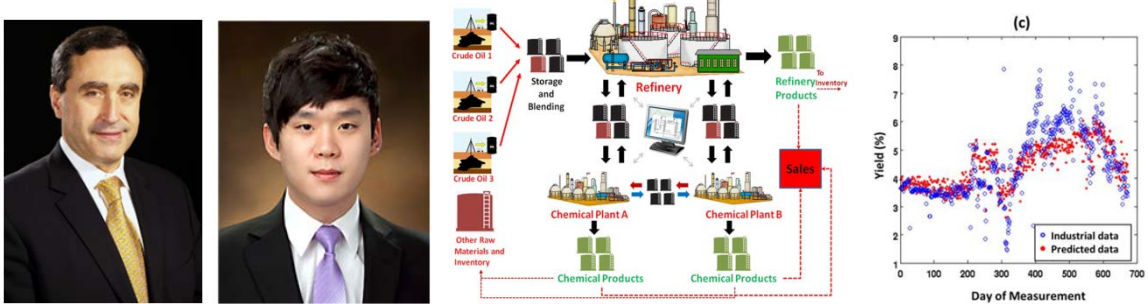 Crude Oil 1
Crude Oil 2
Crude Oil 3
Storage
and
Blending
Refinery
Refinery
Products
To
Inventory
Sales
Chemical Plant A
Chemical Plant B
Other Raw
Materials and
Inventory
Chemical Products
Chemical Products
(c)
Yield (%)
9
8
7
6
5
4
3
2
1
0
100
200
300
400
500
600
700
Industrial data
Predicted data
Day of Measurement